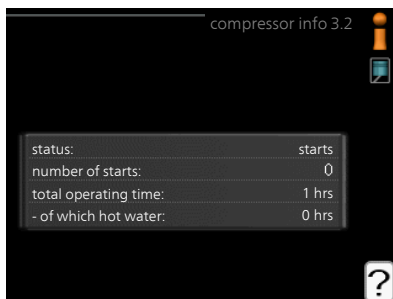 compressor info 3.2
status: starts
number of starts: 0
total operating time: 1 hrs
- of which hot water: 0 hrs
?